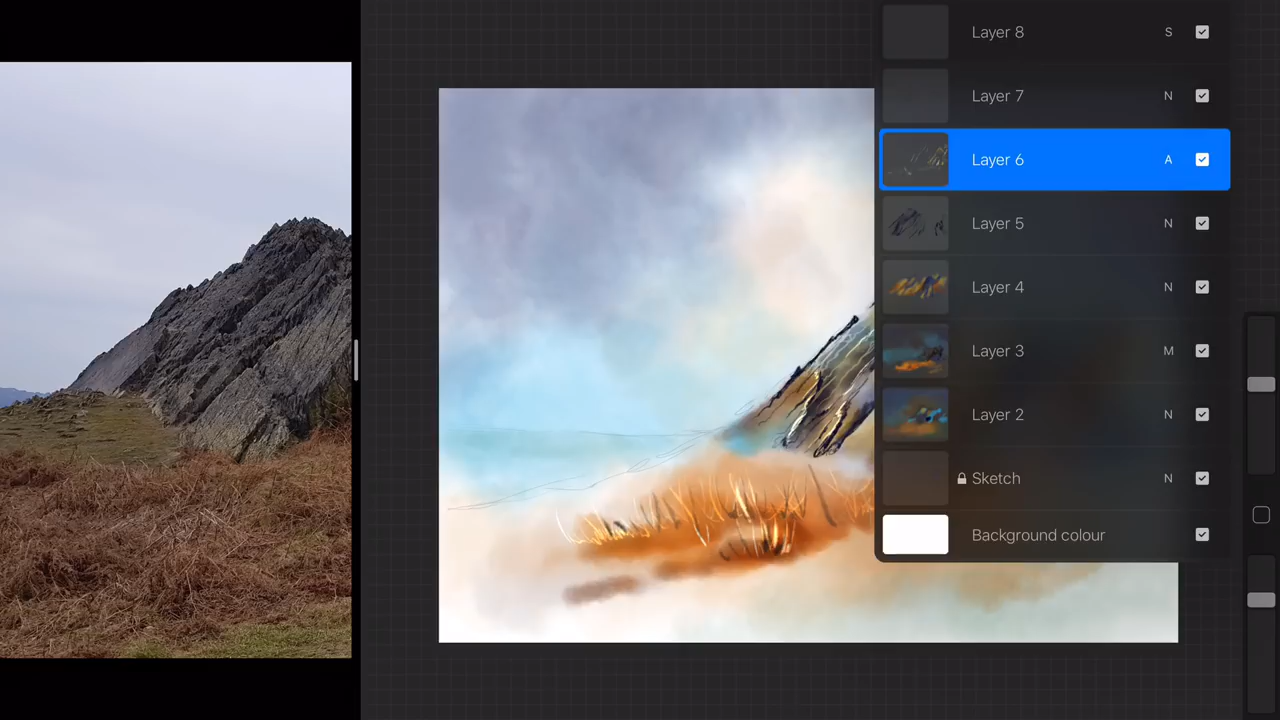 Layer 8 S
Layer 7 N
Layer 6 A
Layer 5 N
Layer 4 N
Layer 3 M
Layer 2 N
Sketch N
Background colour